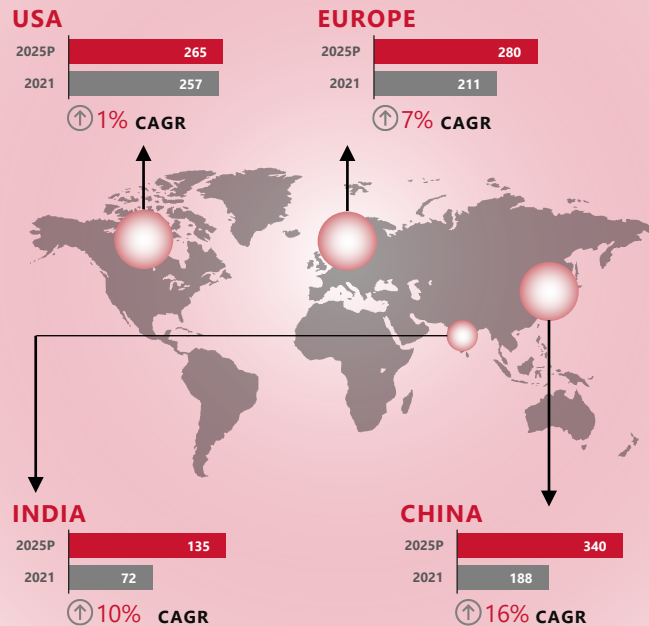 USA
2025P 265
2021 257
1% CAGR
EUROPE
2025P 280
2021 211
7% CAGR
INDIA
2025P 135
2021 72
10% CAGR
CHINA
2025P 340
2021 188
16% CAGR